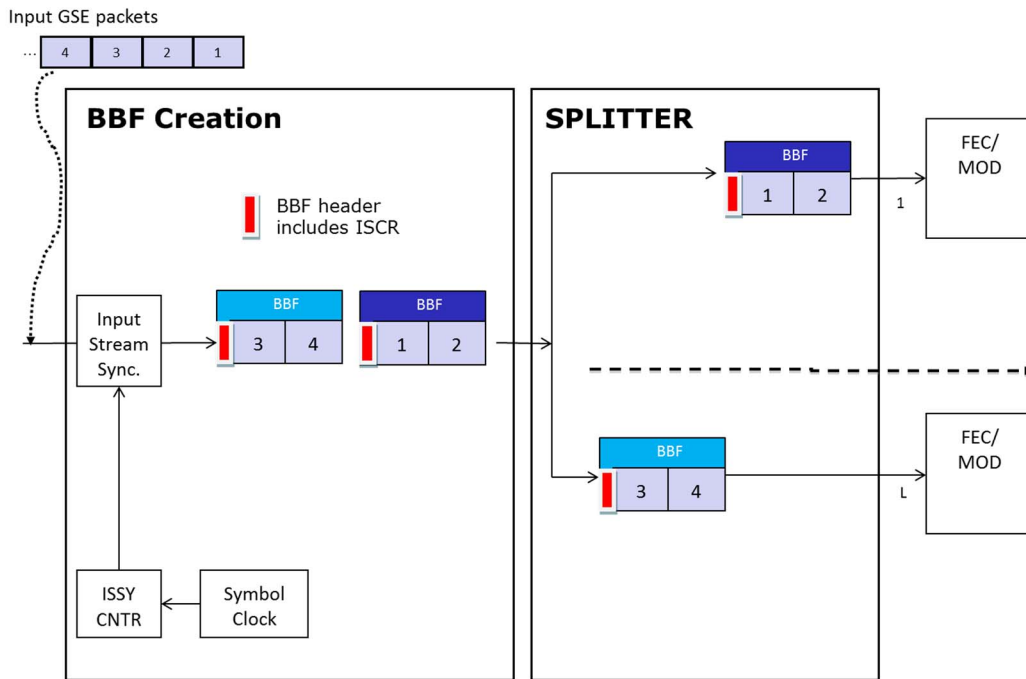 Input GSE packets
... 4 3 2 1
BBF Creation
SPLITTER
BBF
1 2
FEC/
MOD
1
BBF header
includes ISCR
BBF
3 4
BBF
1 2
Input
Stream
Sync.
BBF
3 4
FEC/
MOD
L
ISSY
CNTR
Symbol
Clock